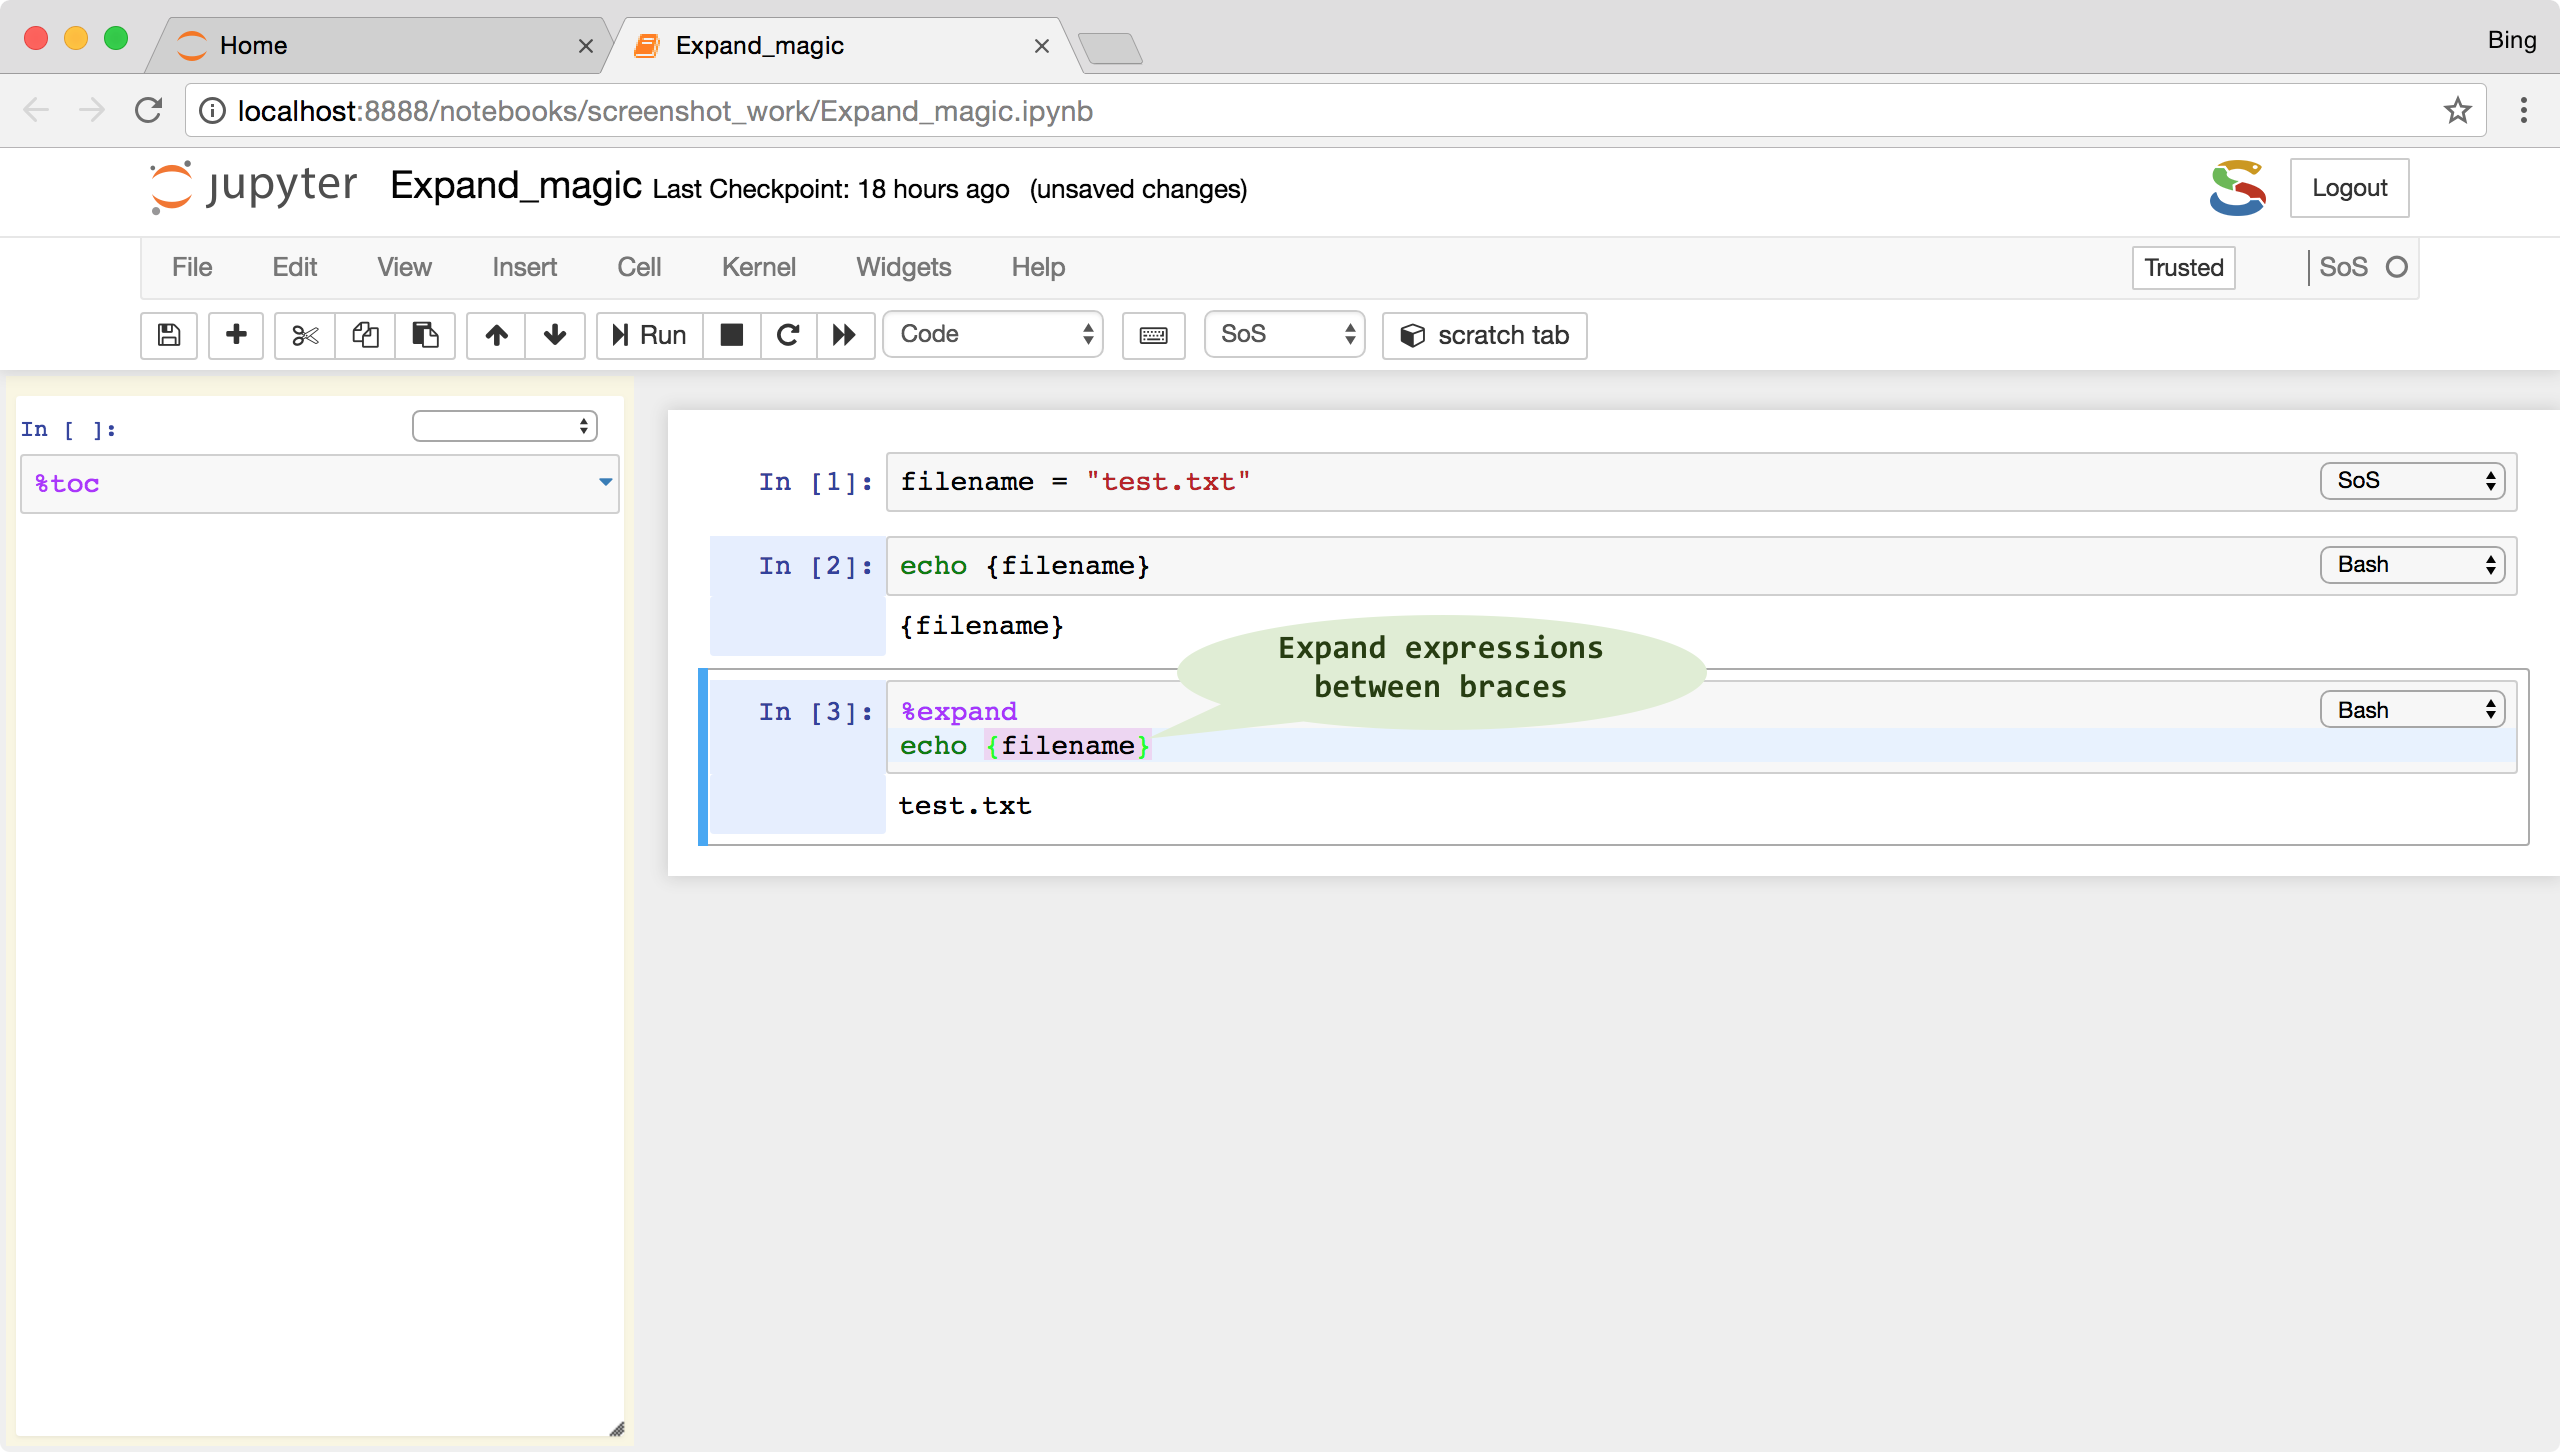 Home
Expand_magic
Bing
localhost:8888/notebooks/screenshot_work/Expand_magic.ipynb
jupyter Expand_magic Last Checkpoint: 18 hours ago (unsaved changes)
Logout
File Edit View Insert Cell Kernel Widgets Help
Trusted
SoS
Run
Code
SoS
scratch tab
In [ ]:
%toc
In [1]: filename = "test.txt"
SoS
In [2]: echo {filename}
Bash
{filename}
Expand expressions
between braces
In [3]: %expand
Bash
echo {filename}
test.txt